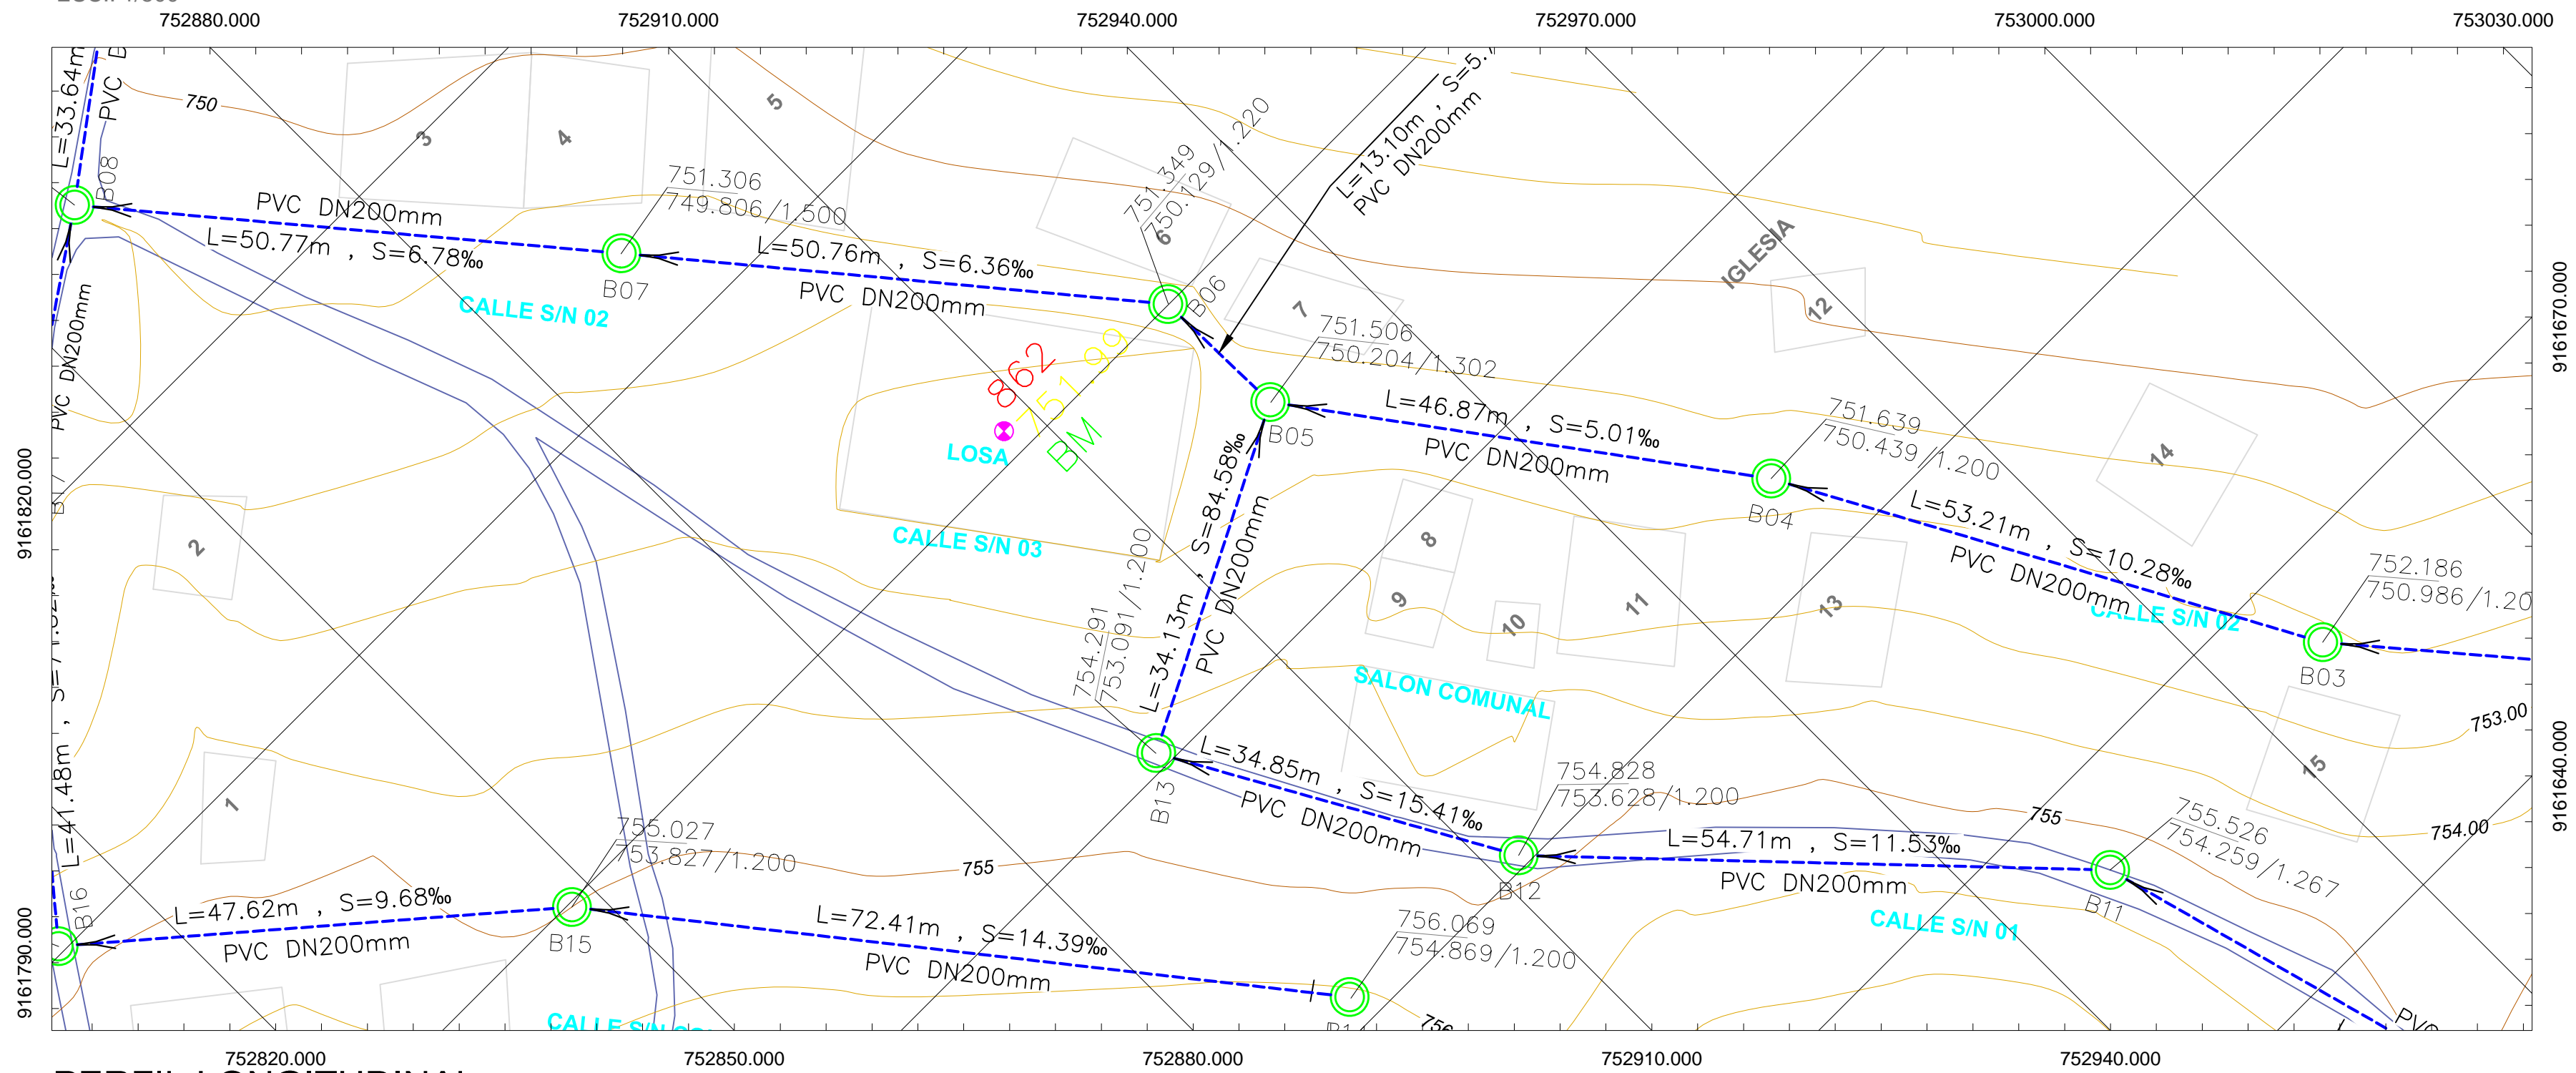 752880.000
752910.000
752940.000
752970.000
753000.000
753030.000
L=33.64m
PVC
750
3
4
5
751.349
750.129/1.220
6
L=13.10m , S=5.
PVC DN200mm
B08
PVC DN200mm
L=50.77m , S=6.78‰
751.306
749.806/1.500
B07
CALLE S/N 02
L=50.76m , S=6.36‰
PVC DN200mm
B06
7
IGLESIA
12
751.506
750.204/1.302
B05
862
751.99
BM
LOSA
L=46.87m , S=5.01‰
PVC DN200mm
751.639
750.439/1.200
B04
14
L=53.21m , S=10.28‰
PVC DN200mm
CALLE S/N 02
752.186
750.986/1.20
B03
9161670.000
PVC DN200mm
9161820.000
2
CALLE S/N 03
L=34.13m , S=84.58‰
PVC DN200mm
754.291
753.091/1.200
8
9
10
11
13
SALON COMUNAL
15
753.00
754.00
9161640.000
1
L=41.48m
B13
L=34.85m , S=15.41‰
PVC DN200mm
754.828
753.628/1.200
B12
L=54.71m , S=11.53‰
PVC DN200mm
755
755.526
754.259/1.267
B11
CALLE S/N 01
B16
L=47.62m , S=9.68‰
PVC DN200mm
755.027
753.827/1.200
B15
755
L=72.41m , S=14.39‰
PVC DN200mm
756.069
754.869/1.200
9161790.000
752820.000
752850.000
752880.000
752910.000
752940.000
PERFIL LONGITUDINAL